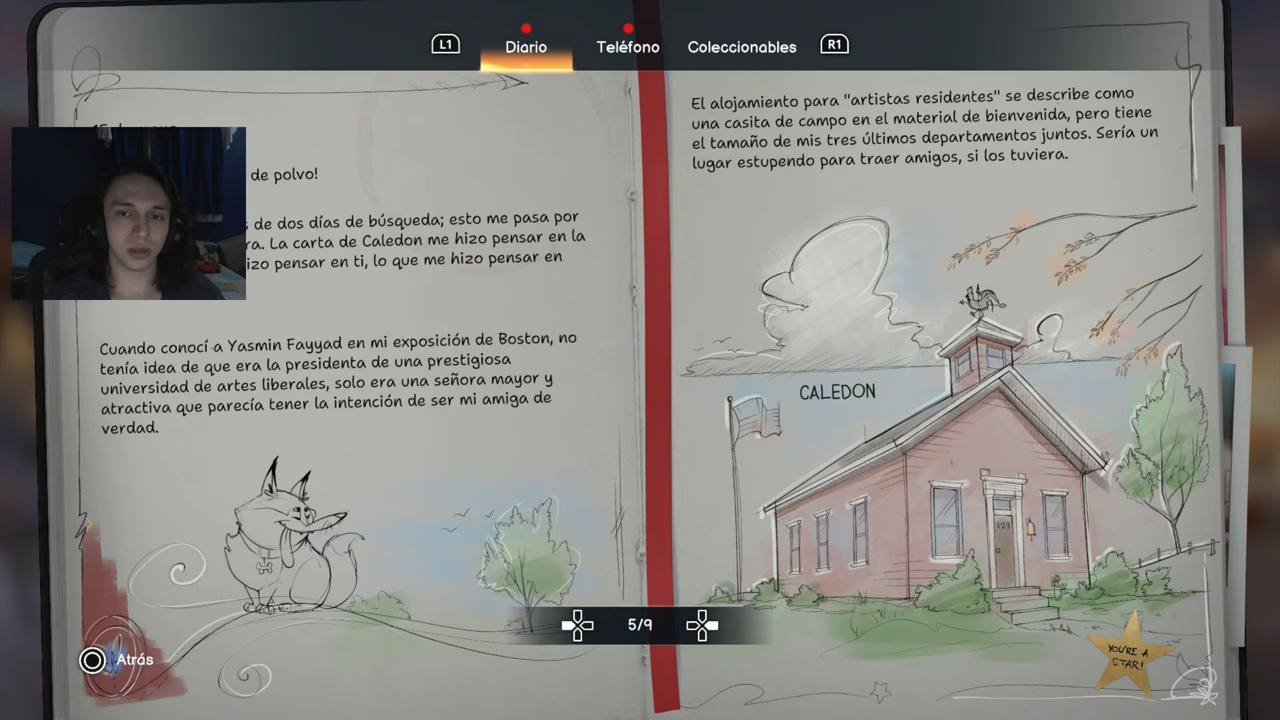 L1
Diario
Teléfono
Coleccionables
R1
de polvo!
de dos días de búsqueda; esto me pasa por
La carta de Caledon me hizo pensar en la
pensar en ti, lo que me hizo pensar en
Cuando conocí a Yasmin Fayyad en mi exposición de Boston, no
tenía idea de que era la presidenta de una prestigiosa
universidad de artes liberales, solo era una señora mayor y
atractiva que parecía tener la intención de ser mi amiga de
verdad.
El alojamiento para "artistas residentes" se describe como
una casita de campo en el material de bienvenida, pero tiene
el tamaño de mis tres últimos departamentos juntos. Sería un
lugar estupendo para traer amigos, si los tuviera.
CALEDON
123
YOU'RE A
STAR!
5/9
Atrás